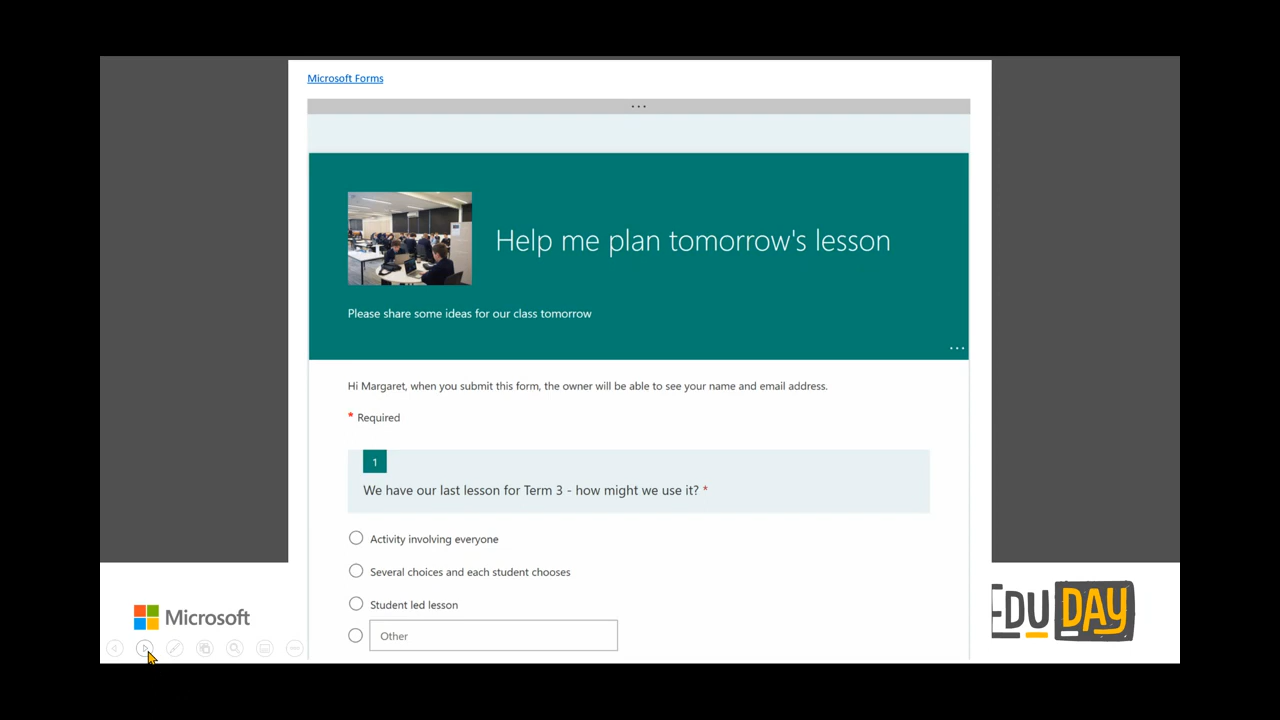 Microsoft Forms
Help me plan tomorrow's lesson
Please share some ideas for our class tomorrow
Hi Margaret, when you submit this form, the owner will be able to see your name and email address.
* Required
1
We have our last lesson for Term 3 - how might we use it? *
Activity involving everyone
Several choices and each student chooses
Student led lesson
Other
Microsoft
EDUDAY